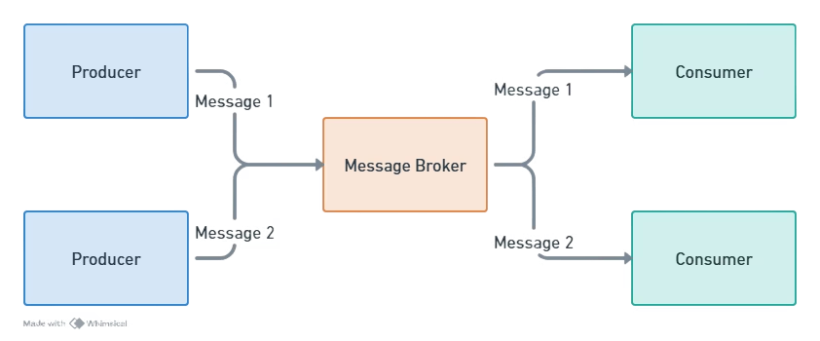 Producer
Message 1
Message 1
Consumer
Message Broker
Producer
Message 2
Message 2
Consumer
Made with Whimsical